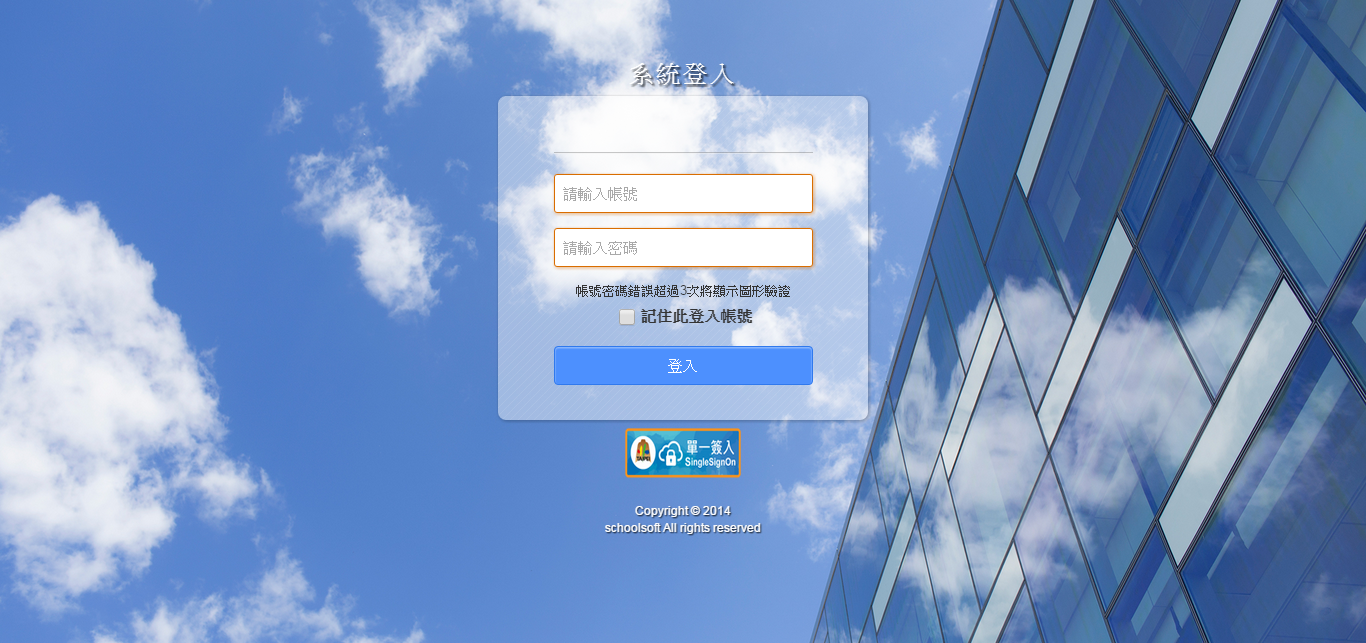 系統登入
請輸入帳號
請輸入密碼
帳號密碼錯誤超過3次將顯示圖形驗證
記住此登入帳號
登入
TAIPEI
單一簽入
SingleSignOn
Copyright © 2014
schoolsoft All rights reserved